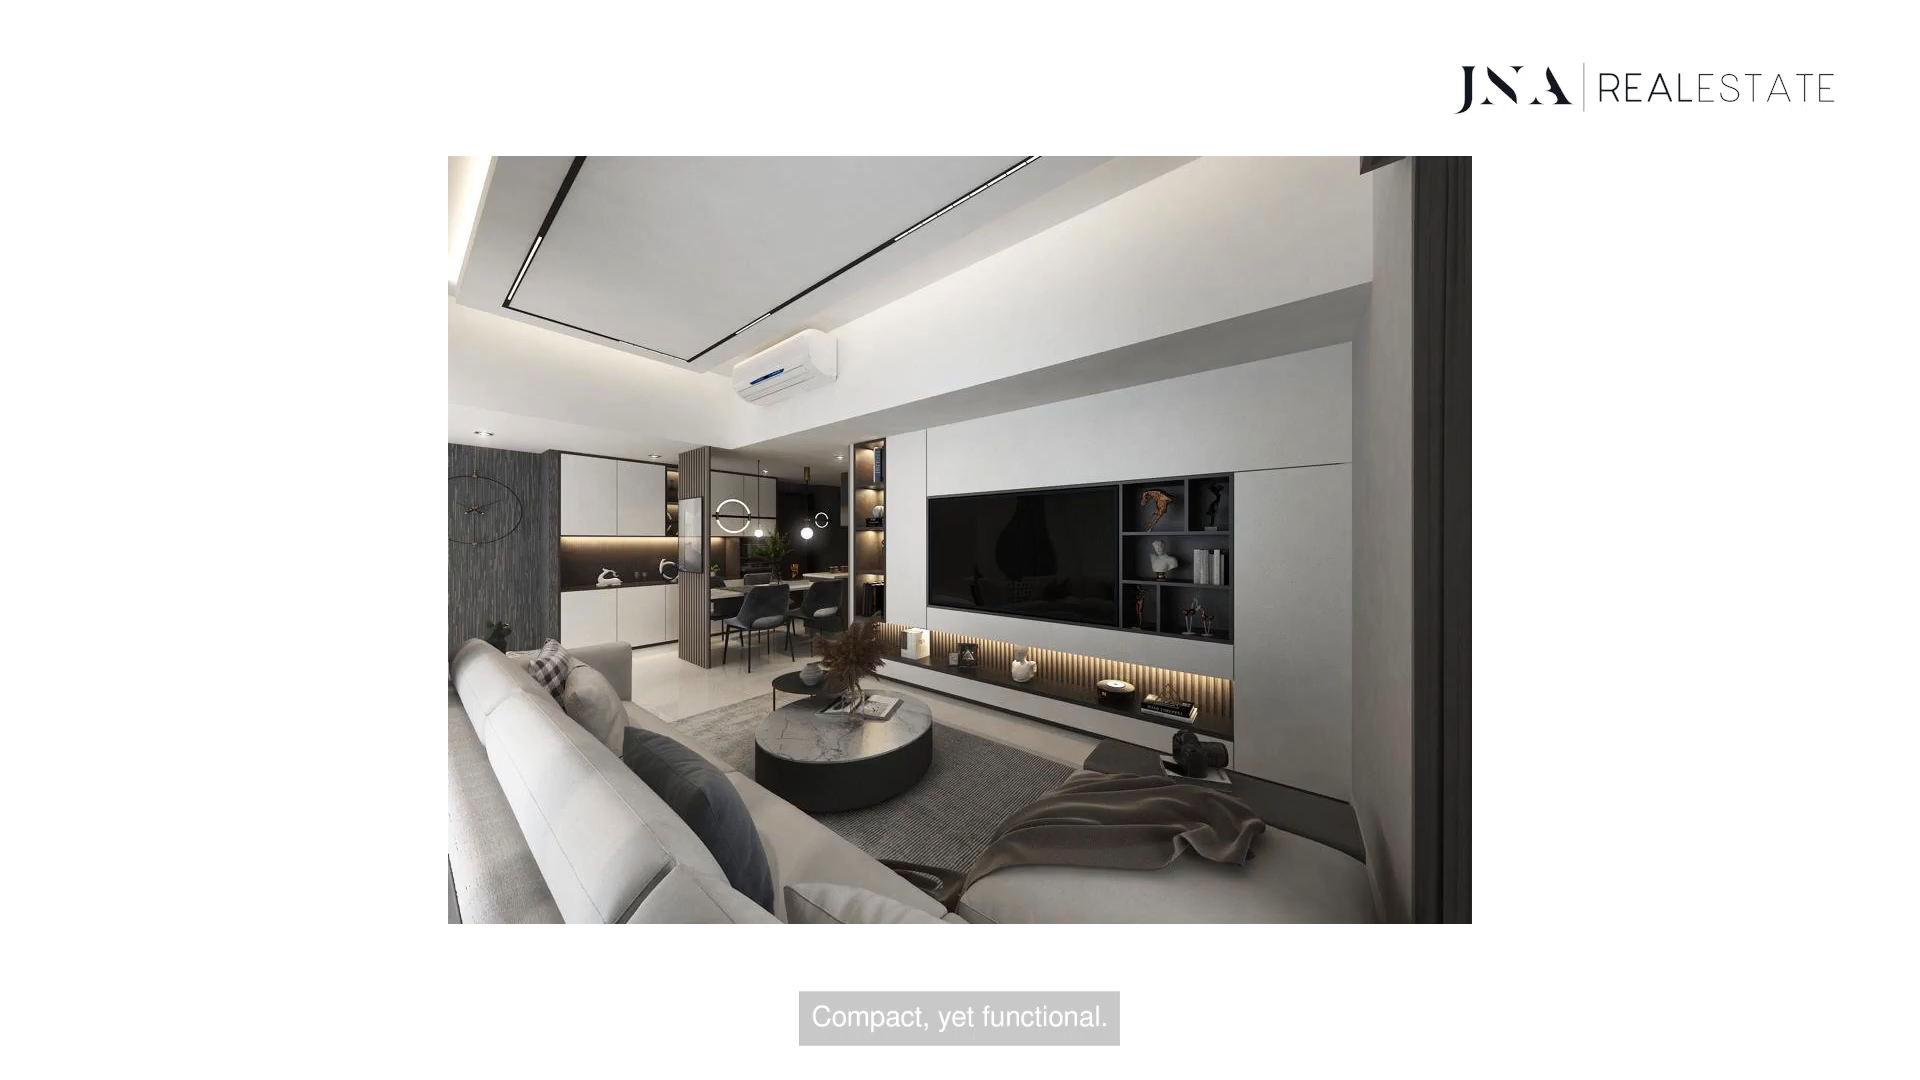 JNA | REALESTATE
Compact, yet functional.